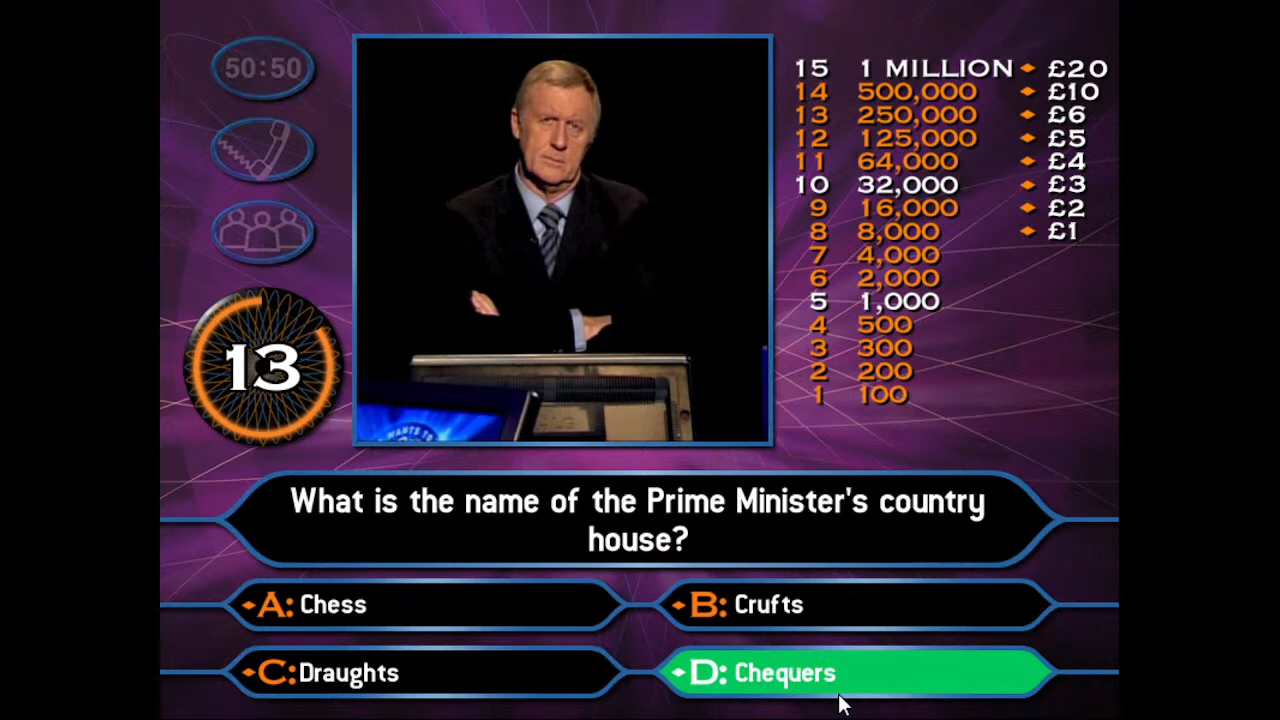 50:50
15 1 MILLION £20
14 500,000 £10
13 250,000 £6
12 125,000 £5
11 64,000 £4
10 32,000 £3
9 16,000 £2
8 8,000 £1
7 4,000
6 2,000
5 1,000
4 500
3 300
2 200
1 100
13
WANTS TO
What is the name of the Prime Minister's country
house?
A: Chess
B: Crufts
C: Draughts
D: Chequers